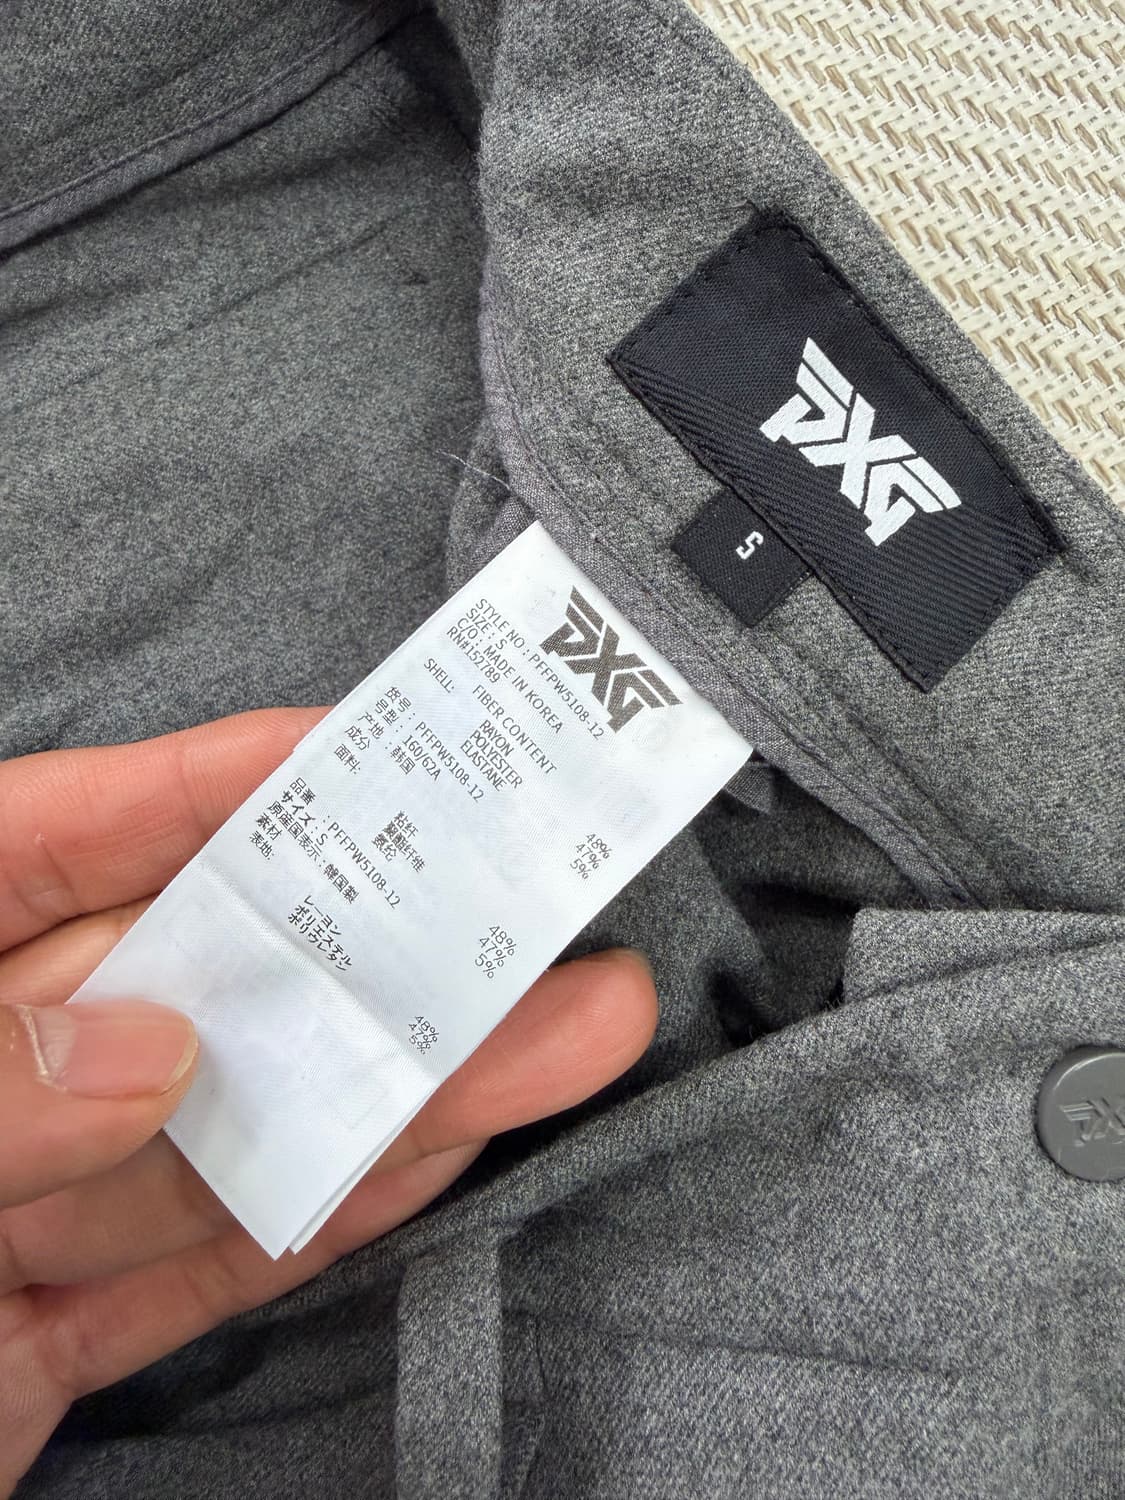 PXG
S
PXG
STYLE NO : PFFPW5108-12
SIZE : S
C/O : MADE IN KOREA
RN#152789
FIBER CONTENT
SHELL: RAYON 48%
POLYESTER 47%
ELASTANE 5%
货号 : PFFPW5108-12
号型 : 160/62A
产地 : 韩国
成分
面料: 粘纤 48%
聚酯纤维 47%
氨纶 5%
品番 : PFFPW5108-12
サイズ : S
原産国表示 : 韓国製
素材
表地: レーヨン 48%
ポリエステル 47%
ポリウレタン 5%
PX